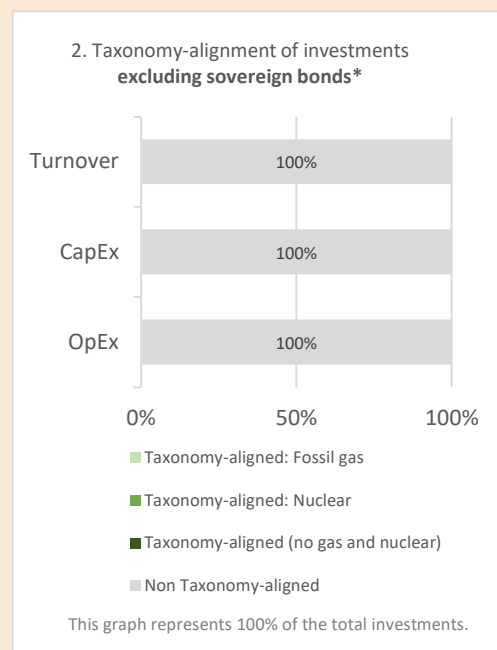 2. Taxonomy-alignment of investments
excluding sovereign bonds*
Turnover
100%
CapEx
100%
OpEx
100%
0%
50%
100%
Taxonomy-aligned: Fossil gas
Taxonomy-aligned: Nuclear
Taxonomy-aligned (no gas and nuclear)
Non Taxonomy-aligned
This graph represents 100% of the total investments.